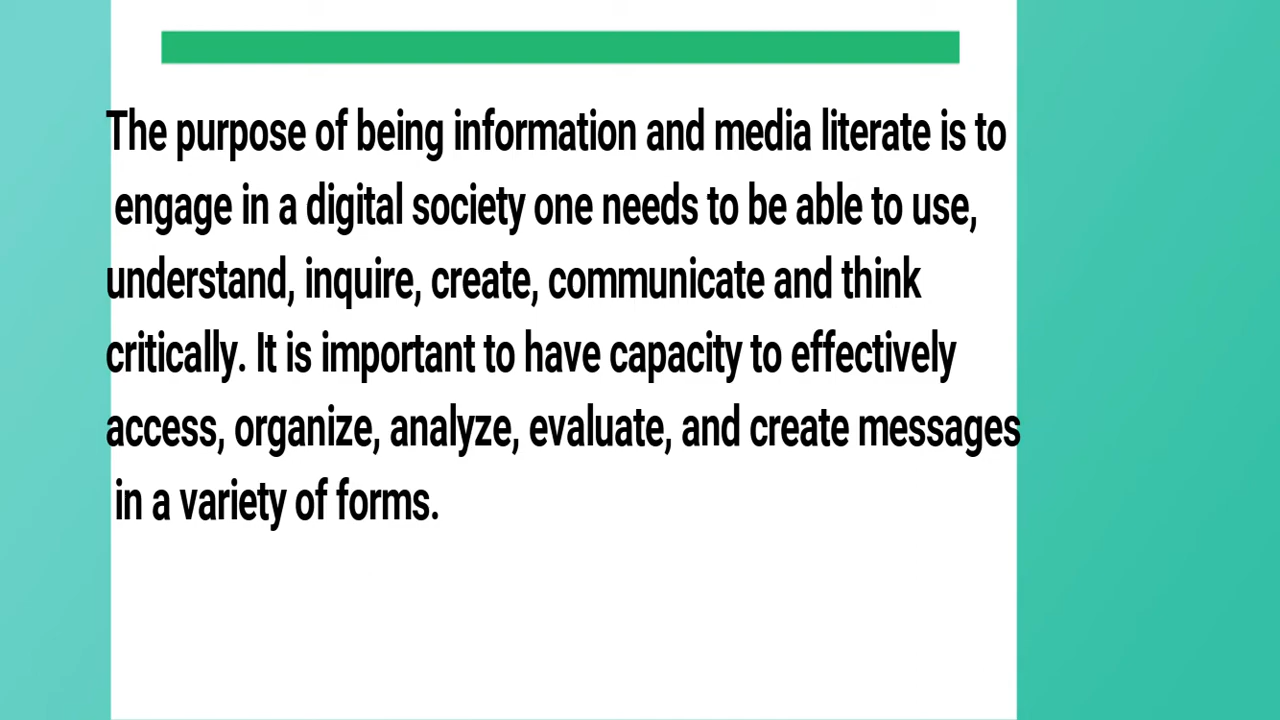 The purpose of being information and media literate is to
engage in a digital society one needs to be able to use,
understand, inquire, create, communicate and think
critically. It is important to have capacity to effectively
access, organize, analyze, evaluate, and create messages
in a variety of forms.